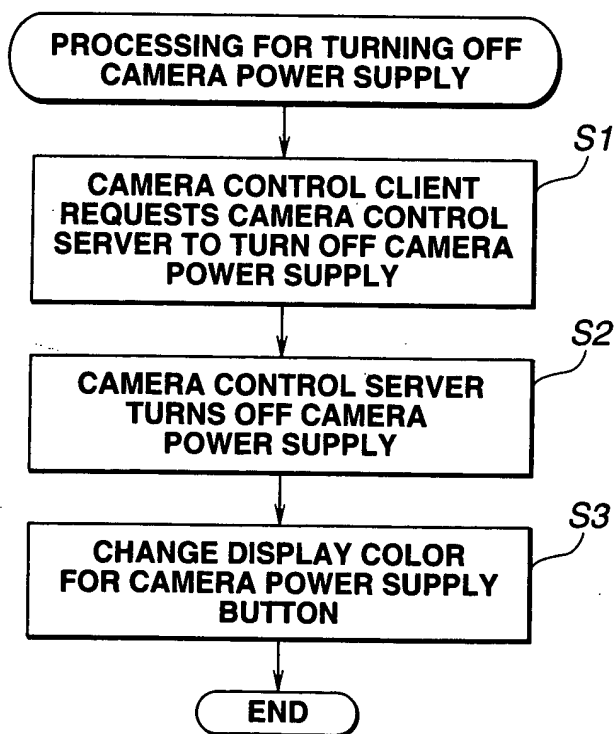 PROCESSING FOR TURNING OFF
CAMERA POWER SUPPLY
S1
CAMERA CONTROL CLIENT
REQUESTS CAMERA CONTROL
SERVER TO TURN OFF CAMERA
POWER SUPPLY
S2
CAMERA CONTROL SERVER
TURNS OFF CAMERA
POWER SUPPLY
S3
CHANGE DISPLAY COLOR
FOR CAMERA POWER SUPPLY
BUTTON
END